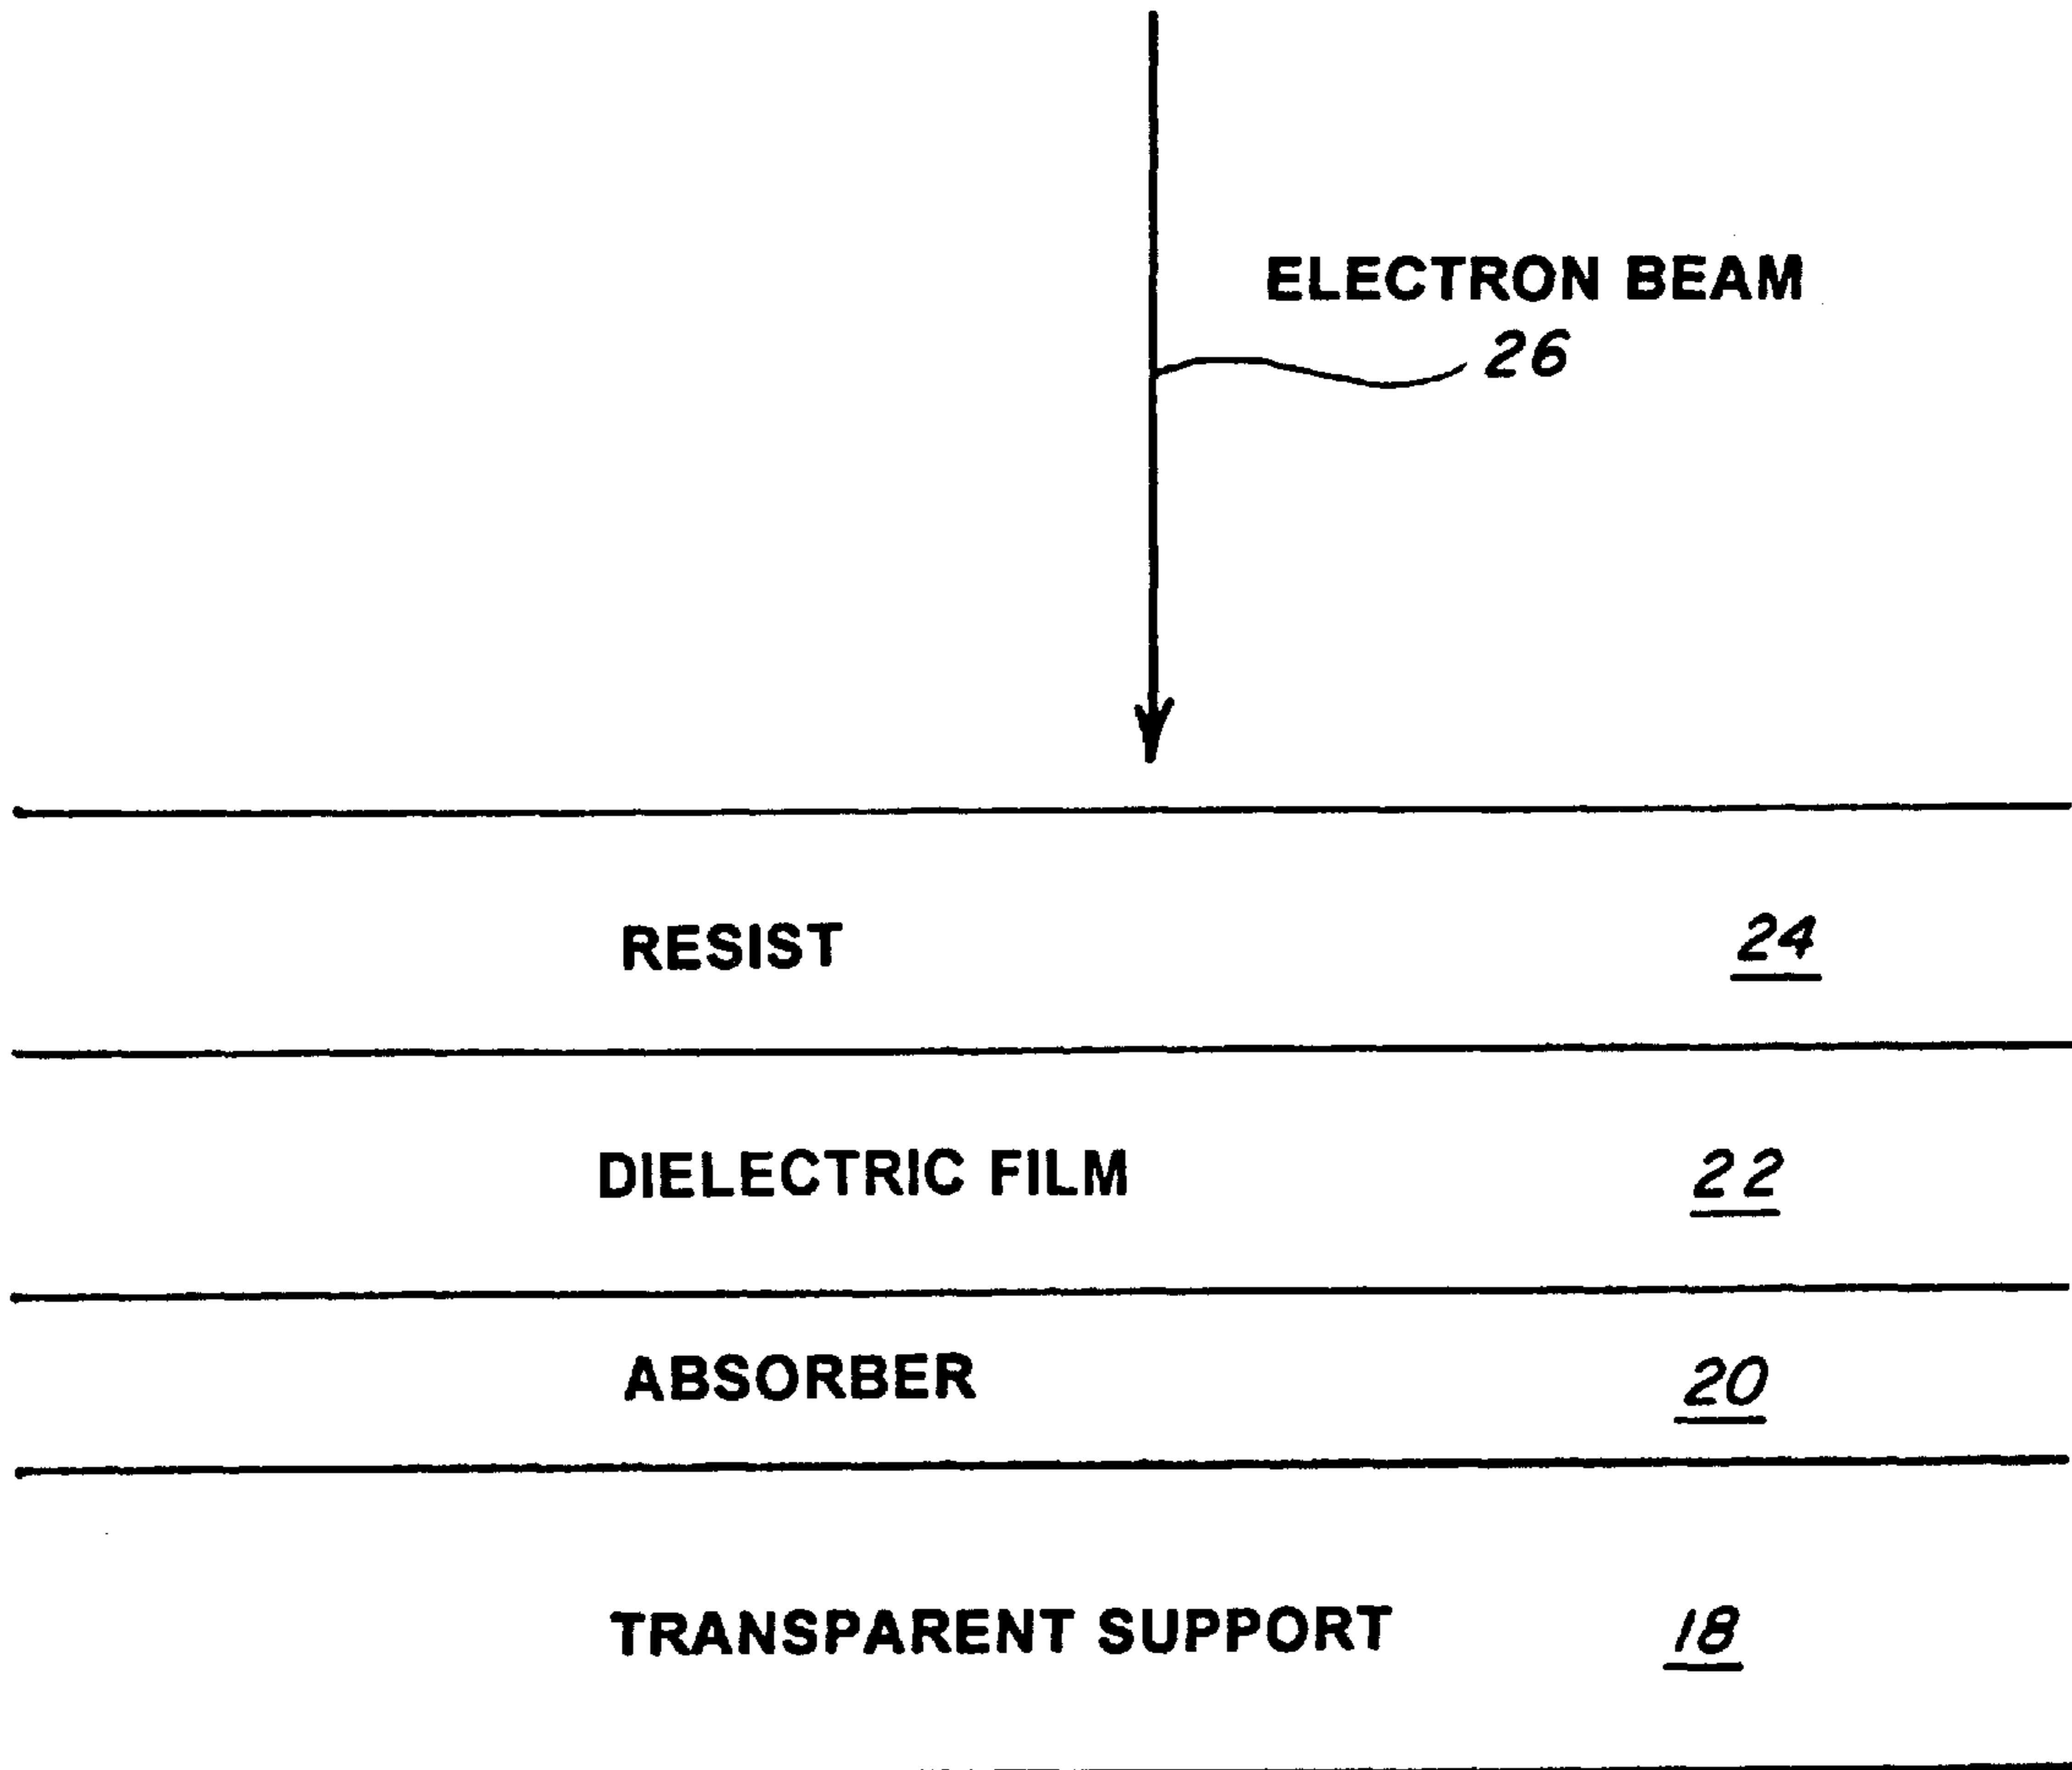 ELECTRON BEAM
26
RESIST 24
DIELECTRIC FILM 22
ABSORBER 20
TRANSPARENT SUPPORT 18